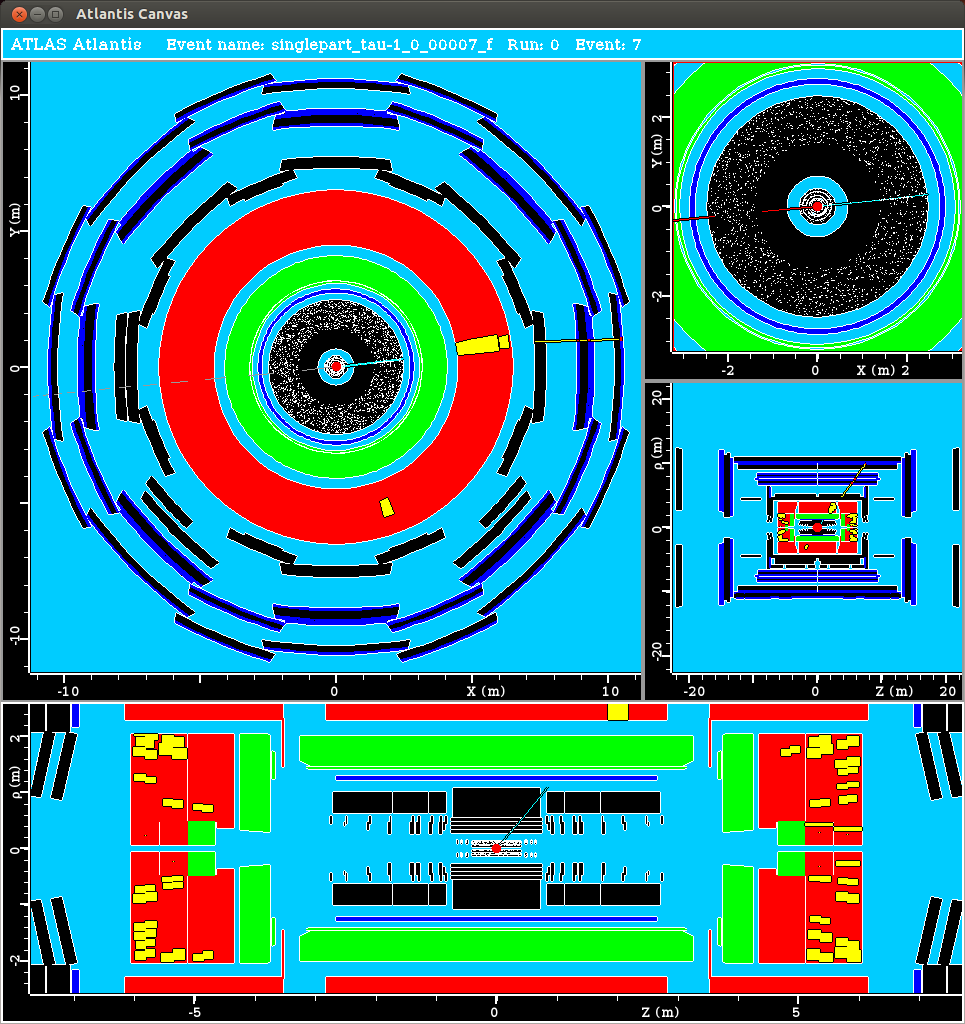 Atlantis Canvas
ATLAS Atlantis Event name: singlepart_tau-1_0_00007_f Run: 0 Event: 7
10
Y (m)
0
-10
-10 0 X (m) 10
2
Y (m)
0
-2
-2 0 X (m) 2
20
ρ (m)
0
-20
-20 0 Z (m) 20
2
ρ (m)
0
-2
-5 0 Z (m) 5